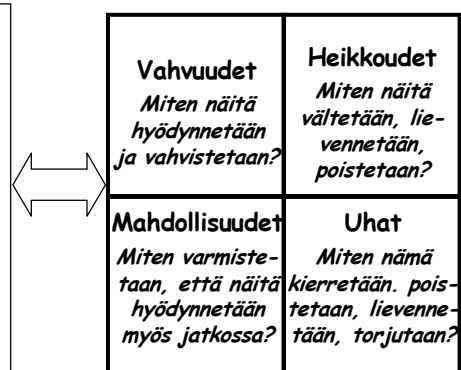 Vahvuudet
Miten näitä
hyödynnetään
ja vahvistetaan?
Heikkoudet
Miten näitä
vältetään, lie-
vennetään,
poistetaan?
Mahdollisuudet
Miten varmiste-
taan, että näitä
hyödynnetään
myös jatkossa?
Uhat
Miten nämä
kierretään. pois-
tetaan, lievenne-
tään, torjutaan?